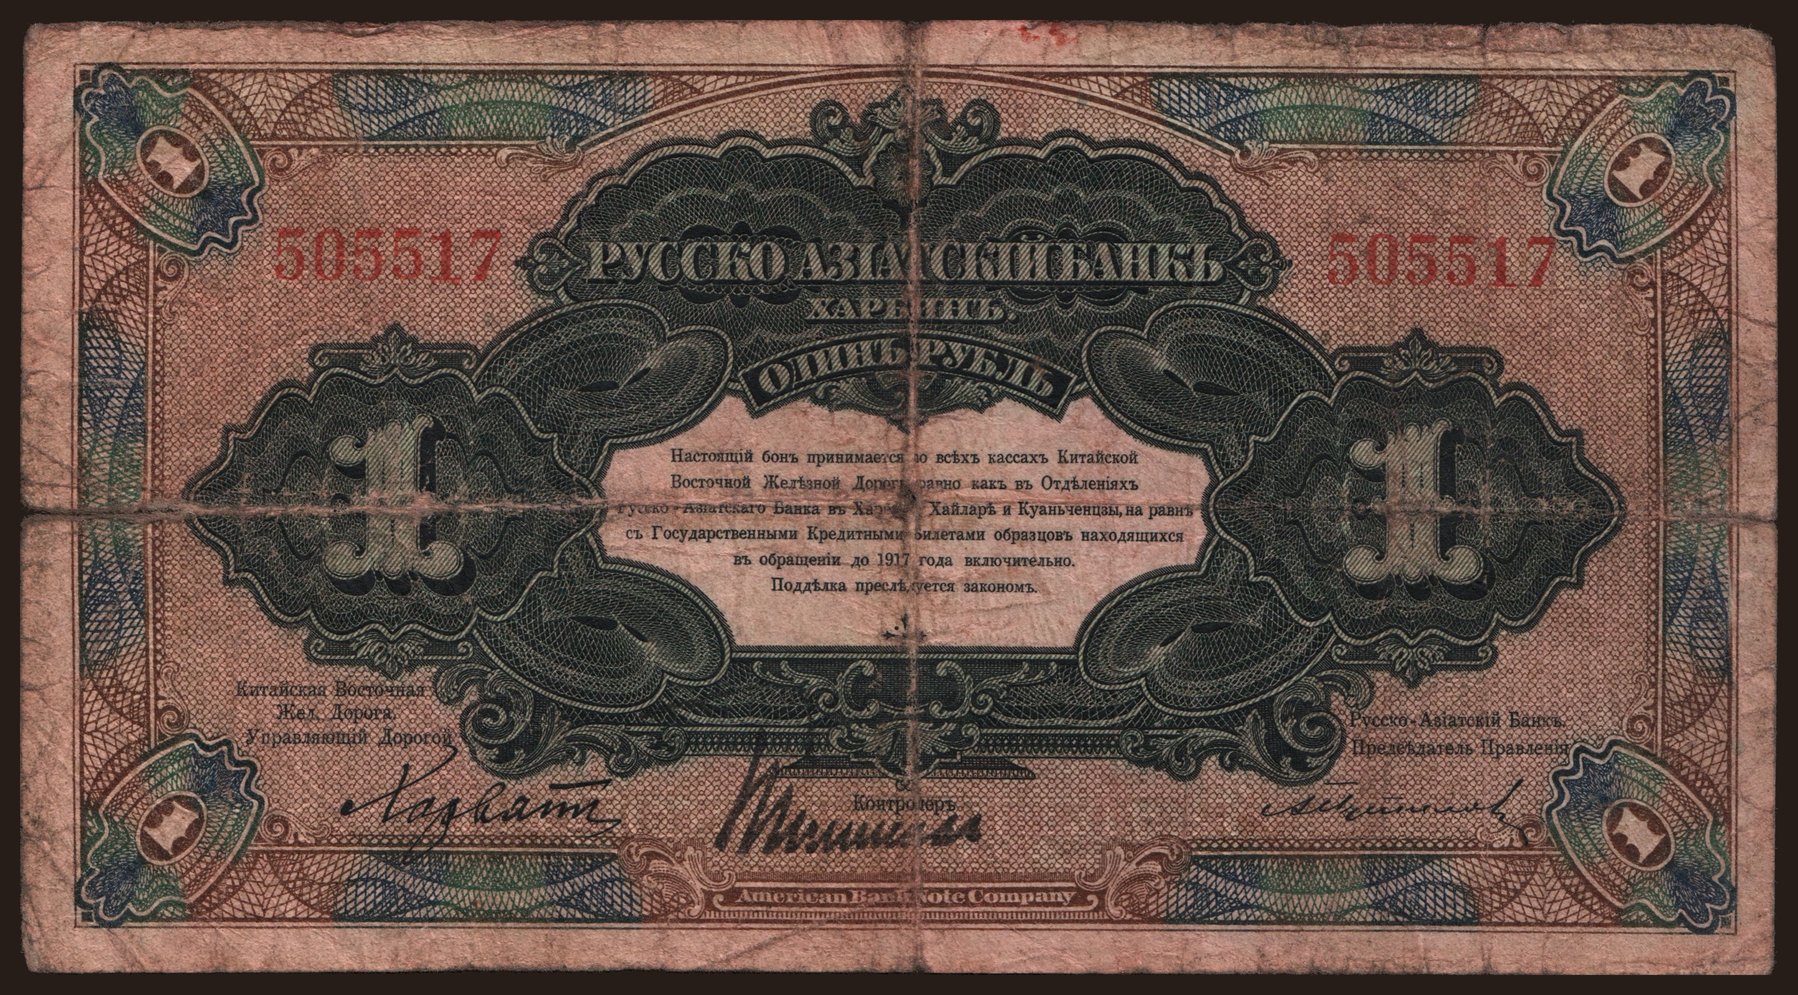 505517 РУССКО АЗІАТСКІЙ БАНКЪ 505517
ХАРБИНЪ.
ОДИНЪ РУБЛЬ
1 1
Настоящій бонъ принимается во всѣхъ кассахъ Китайской
Восточной Желѣзной Дороги равно какъ въ Отдѣленіяхъ
Русско-Азіатскаго Банка въ Хайларѣ и Куаньченцзы, на равнѣ
съ Государственными Кредитными Билетами образцовъ находящихся
въ обращеніи до 1917 года включительно.
Поддѣлка преслѣдуется закономъ.
Китайская Восточная
Жел. Дорога.
Управляющій Дорогой
Контролеръ
Русско-Азіатскій Банкъ.
Предсѣдатель Правленія
American Bank Note Company